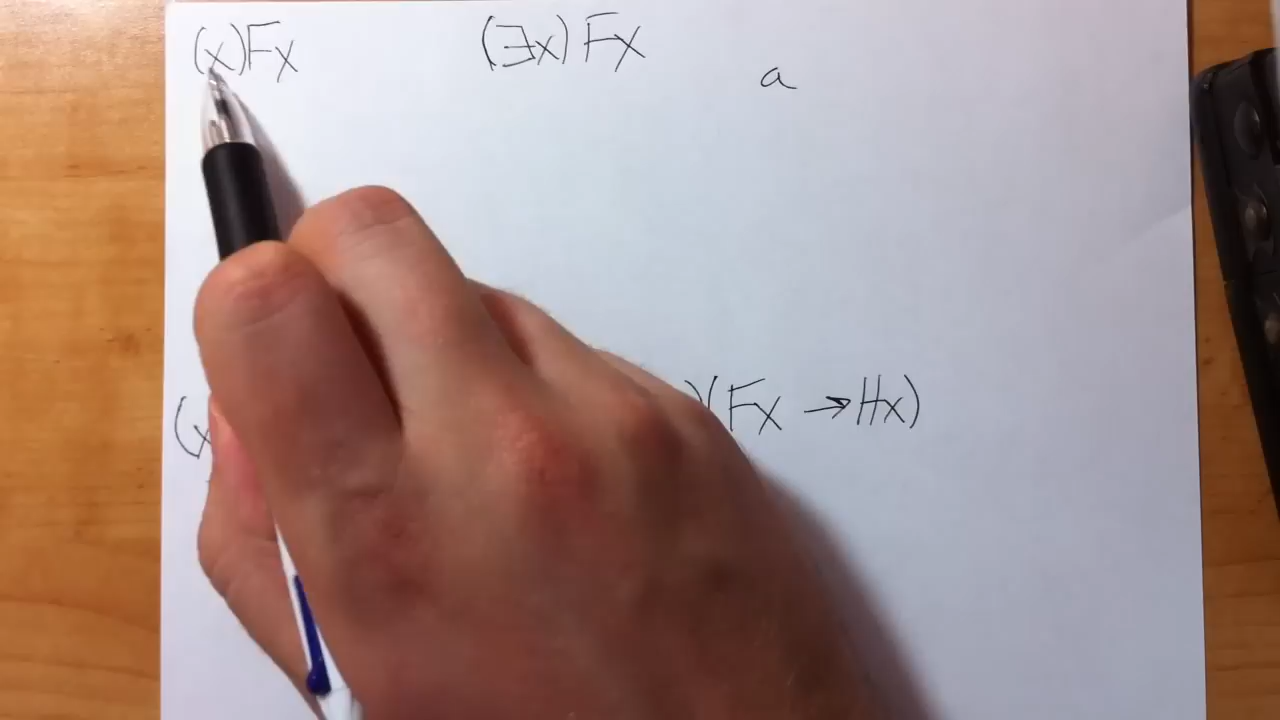 (x)Fx (∃x) Fx
a
(x )(Fx → Hx)